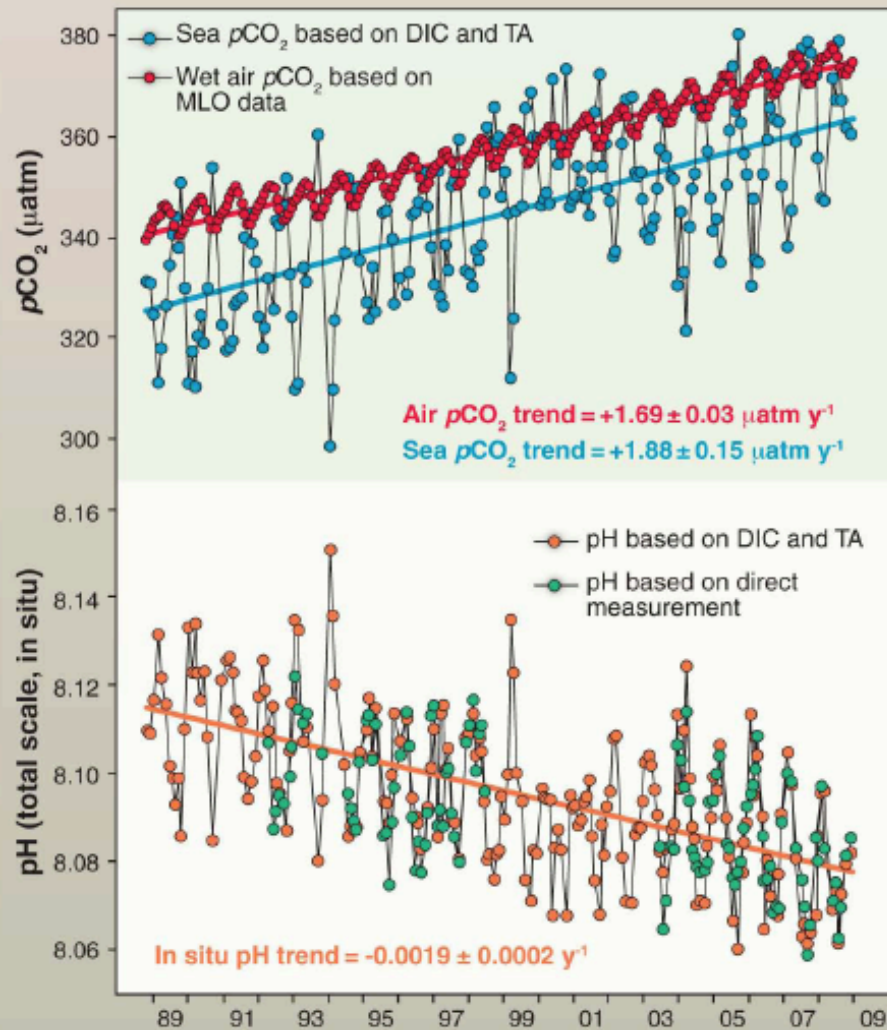 380
360
340
320
300
pCO₂ (µatm)
Sea pCO₂ based on DIC and TA
Wet air pCO₂ based on
MLO data
Air pCO₂ trend = +1.69 ± 0.03 µatm y⁻¹
Sea pCO₂ trend = +1.88 ± 0.15 µatm y⁻¹
8.16
8.14
8.12
8.10
8.08
8.06
pH (total scale, in situ)
pH based on DIC and TA
pH based on direct
measurement
In situ pH trend = -0.0019 ± 0.0002 y⁻¹
89 91 93 95 97 99 01 03 05 07 09